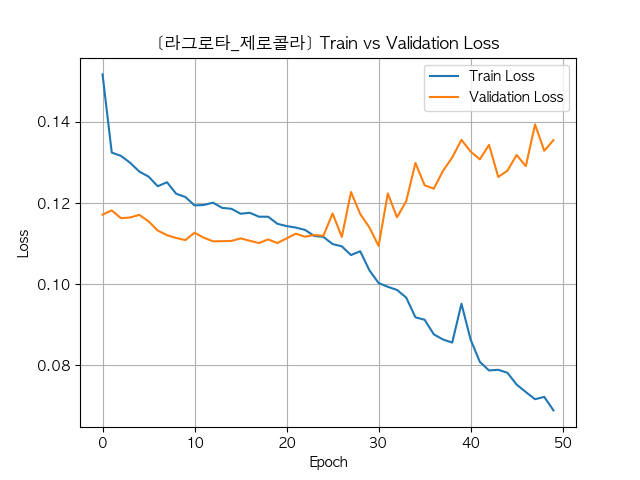 [라그로타_제로콜라] Train vs Validation Loss
Train Loss
Validation Loss
0.14
0.12
0.10
0.08
Loss
0
10
20
30
40
50
Epoch